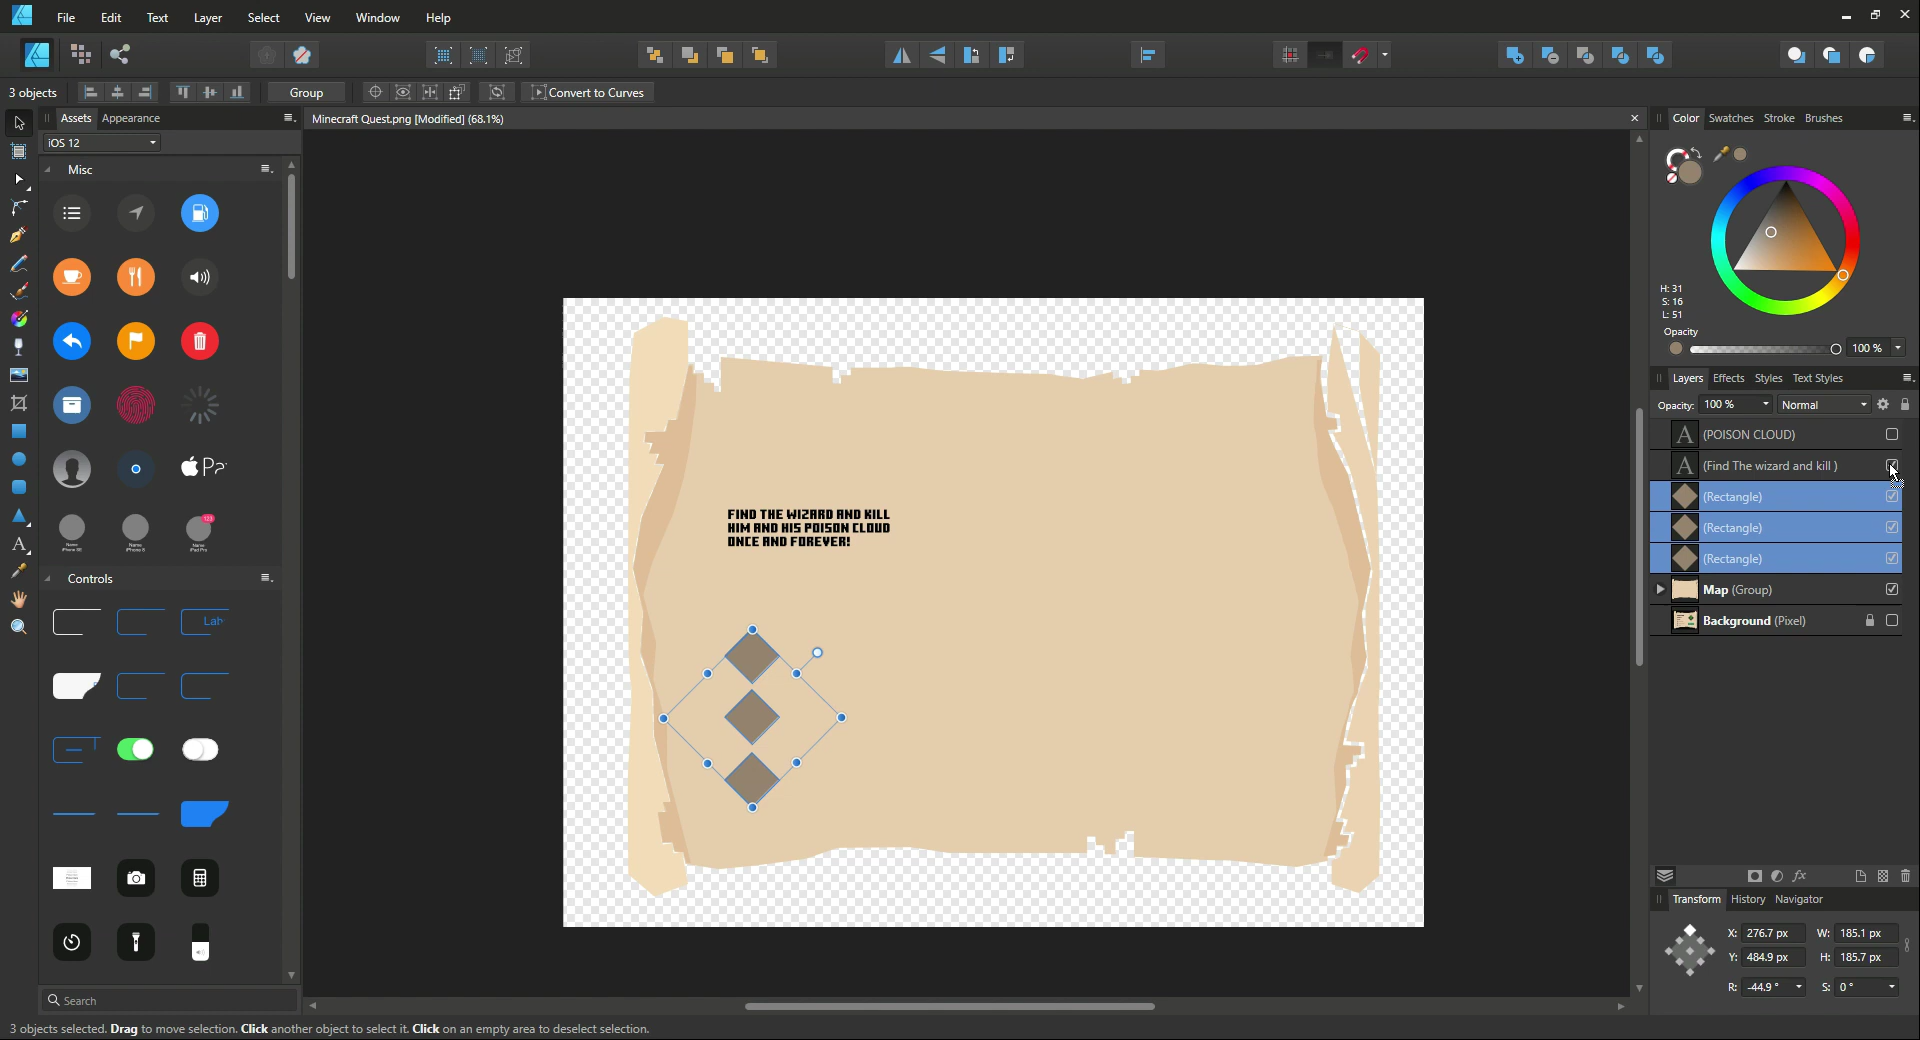 File Edit Text Layer Select View Window Help
3 objects Group Convert to Curves
Assets Appearance
Minecraft Quest.png [Modified] (68.1%)
Color Swatches Stroke Brushes
iOS 12
Misc
H: 31
S: 16
L: 51
Opacity
100 %
Layers Effects Styles Text Styles
Opacity: 100 % Normal
(POISON CLOUD)
(Find The wizard and kill )
(Rectangle)
(Rectangle)
(Rectangle)
Map (Group)
Background (Pixel)
FIND THE WIZARD AND KILL
HIM AND HIS POISON CLOUD
ONCE AND FOREVER!
Controls
Transform History Navigator
X: 276.7 px W: 185.1 px
Y: 484.9 px H: 185.7 px
R: -44.9 ° S: 0 °
Search
3 objects selected. Drag to move selection. Click another object to select it. Click on an empty area to deselect selection.